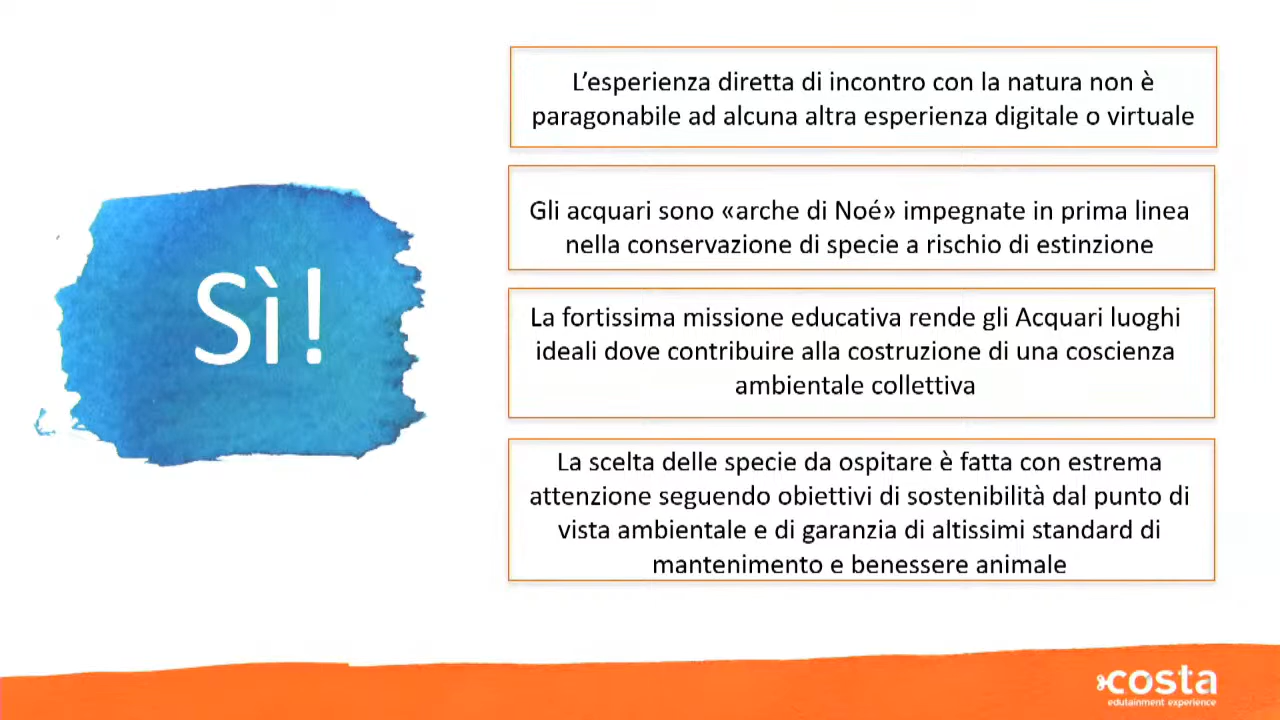 Sì!
L’esperienza diretta di incontro con la natura non è
paragonabile ad alcuna altra esperienza digitale o virtuale
Gli acquari sono «arche di Noé» impegnate in prima linea
nella conservazione di specie a rischio di estinzione
La fortissima missione educativa rende gli Acquari luoghi
ideali dove contribuire alla costruzione di una coscienza
ambientale collettiva
La scelta delle specie da ospitare è fatta con estrema
attenzione seguendo obiettivi di sostenibilità dal punto di
vista ambientale e di garanzia di altissimi standard di
mantenimento e benessere animale
costa
edutainment experience